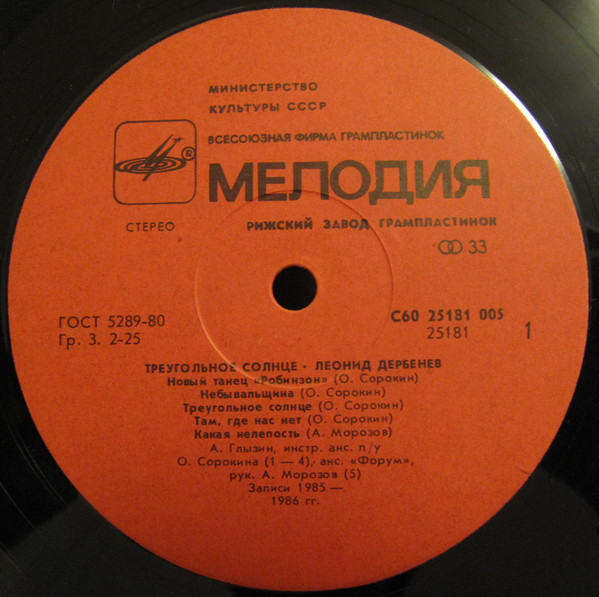 МИНИСТЕРСТВО
КУЛЬТУРЫ СССР
ВСЕСОЮЗНАЯ ФИРМА ГРАМПЛАСТИНОК
®
МЕЛОДИЯ
СТЕРЕО
РИЖСКИЙ ЗАВОД ГРАМПЛАСТИНОК
33
ГОСТ 5289-80
Гр. 3. 2-25
С60 25181 005
25181
1
ТРЕУГОЛЬНОЕ СОЛНЦЕ · ЛЕОНИД ДЕРБЕНЕВ
Новый танец «Робинзон» (О. Сорокин)
Небывальщина (О. Сорокин)
Треугольное солнце (О. Сорокин)
Там, где нас нет (О. Сорокин)
Какая нелепость (А. Морозов)
А. Глызин, инстр. анс. п/у
О. Сорокина (1 — 4), анс. «Форум»,
рук. А. Морозов (5)
Записи 1985 —
1986 гг.